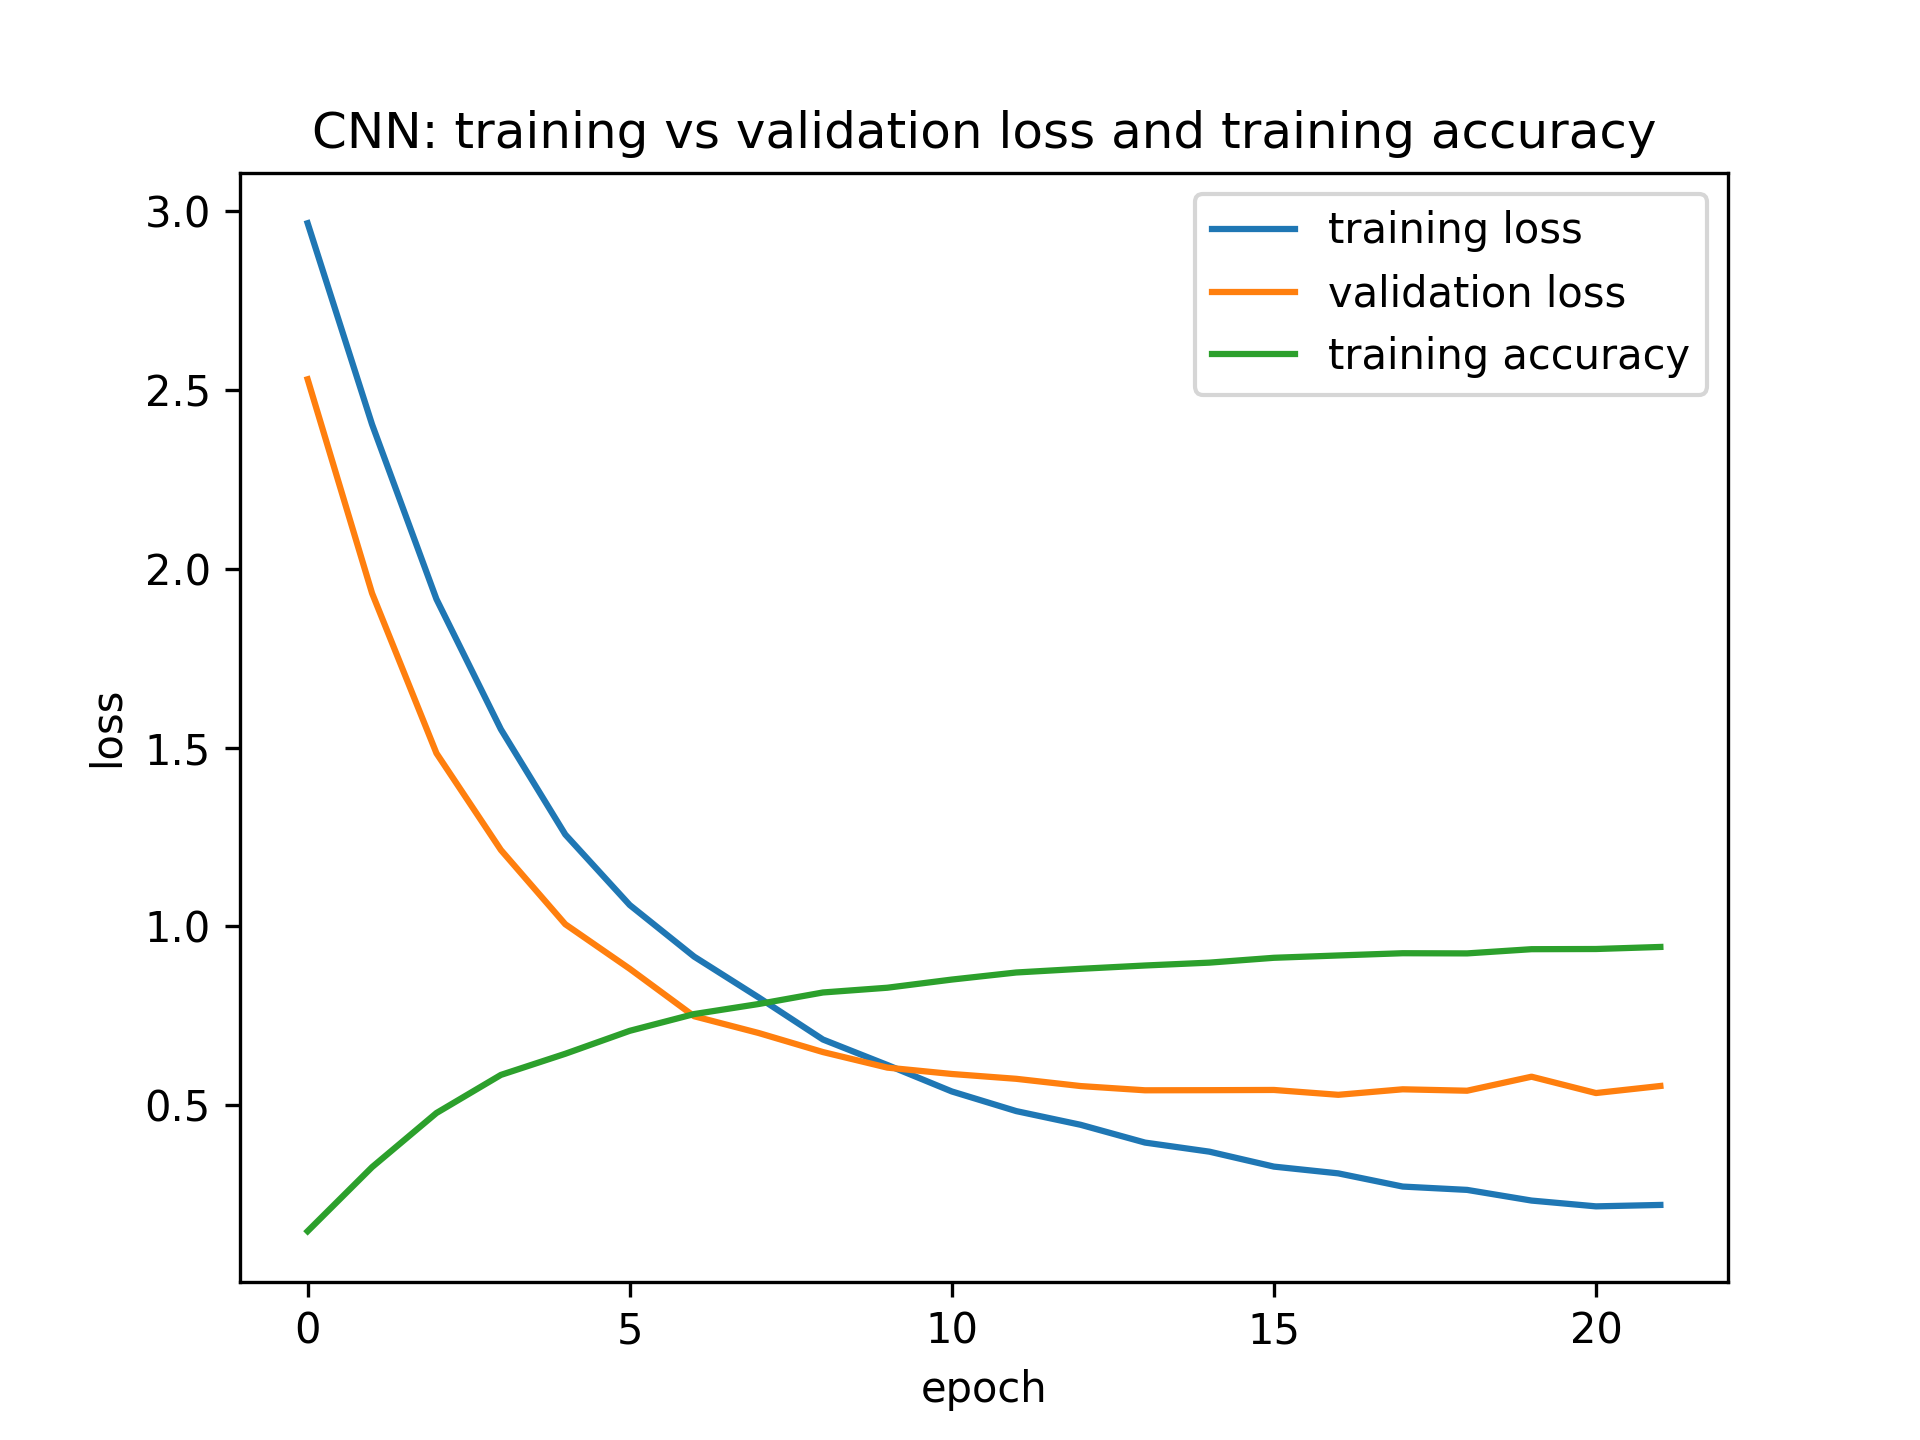 CNN: training vs validation loss and training accuracy
training loss
validation loss
training accuracy
3.0
2.5
2.0
1.5
1.0
0.5
loss
0 5 10 15 20
epoch